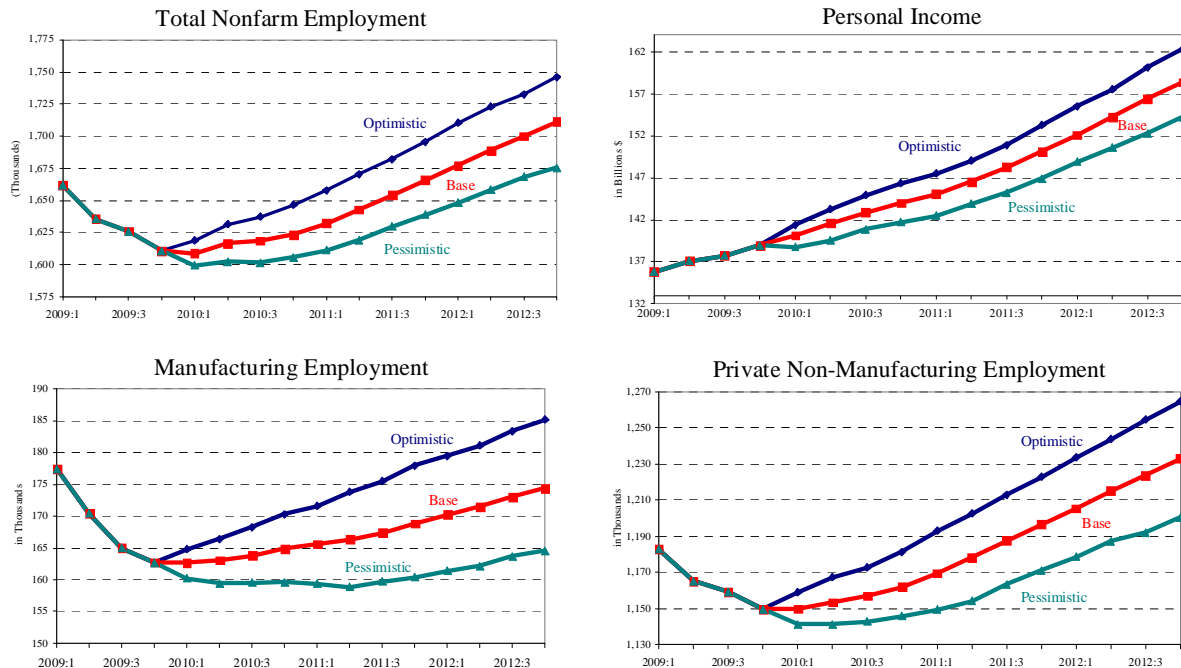 Total Nonfarm Employment
1,775
1,750
1,725
1,700
1,675
1,650
1,625
1,600
1,575
(Thousands)
Optimistic
Base
Pessimistic
2009:1 2009:3 2010:1 2010:3 2011:1 2011:3 2012:1 2012:3
Personal Income
162
157
152
147
142
137
132
in Billions $
Optimistic
Base
Pessimistic
2009:1 2009:3 2010:1 2010:3 2011:1 2011:3 2012:1 2012:3
Manufacturing Employment
190
185
180
175
170
165
160
155
150
in Thousands
Optimistic
Base
Pessimistic
2009:1 2009:3 2010:1 2010:3 2011:1 2011:3 2012:1 2012:3
Private Non-Manufacturing Employment
1,270
1,250
1,230
1,210
1,190
1,170
1,150
1,130
in Thousands
Optimistic
Base
Pessimistic
2009:1 2009:3 2010:1 2010:3 2011:1 2011:3 2012:1 2012:3